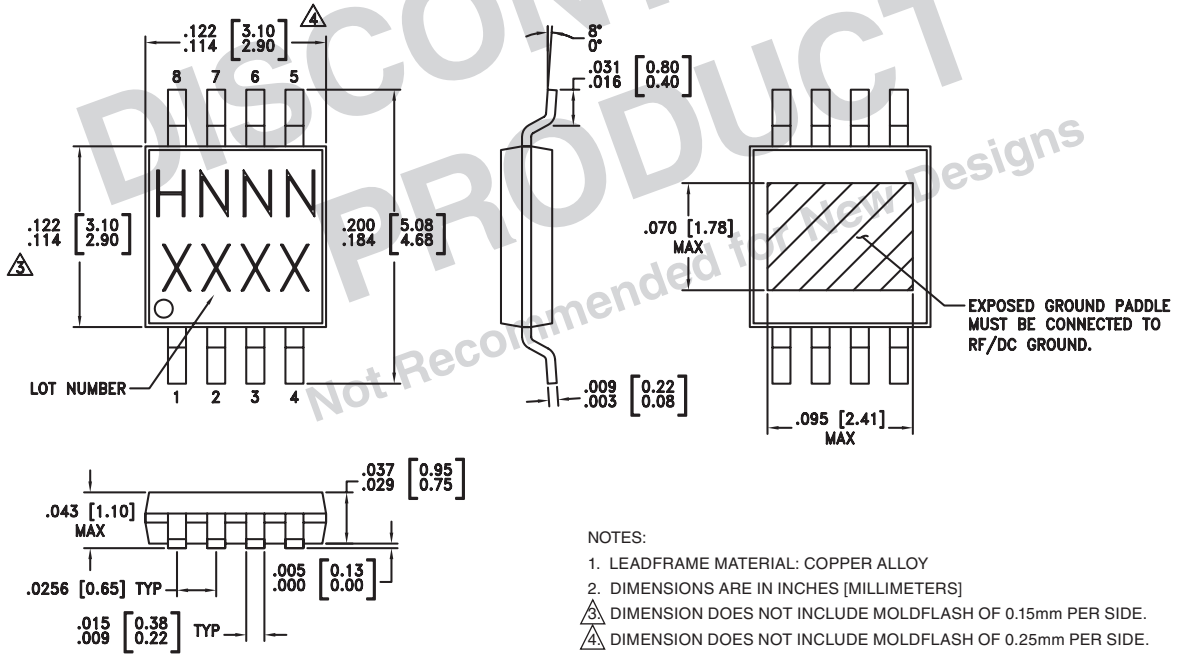 DISCONT
PRODUCT
Not Recommended for New Designs
.122 [3.10]
.114 [2.90]
4
8 7 6 5
.122 [3.10]
.114 [2.90]
3
HNNN
XXXX
.200 [5.08]
.184 [4.68]
LOT NUMBER
1 2 3 4
8°
0°
.031 [0.80]
.016 [0.40]
.009 [0.22]
.003 [0.08]
.070 [1.78]
MAX
EXPOSED GROUND PADDLE
MUST BE CONNECTED TO
RF/DC GROUND.
.095 [2.41]
MAX
.037 [0.95]
.029 [0.75]
.043 [1.10]
MAX
.0256 [0.65] TYP
.005 [0.13]
.000 [0.00]
.015 [0.38]
.009 [0.22]
TYP
NOTES:
1. LEADFRAME MATERIAL: COPPER ALLOY
2. DIMENSIONS ARE IN INCHES [MILLIMETERS]
3. DIMENSION DOES NOT INCLUDE MOLDFLASH OF 0.15mm PER SIDE.
4. DIMENSION DOES NOT INCLUDE MOLDFLASH OF 0.25mm PER SIDE.